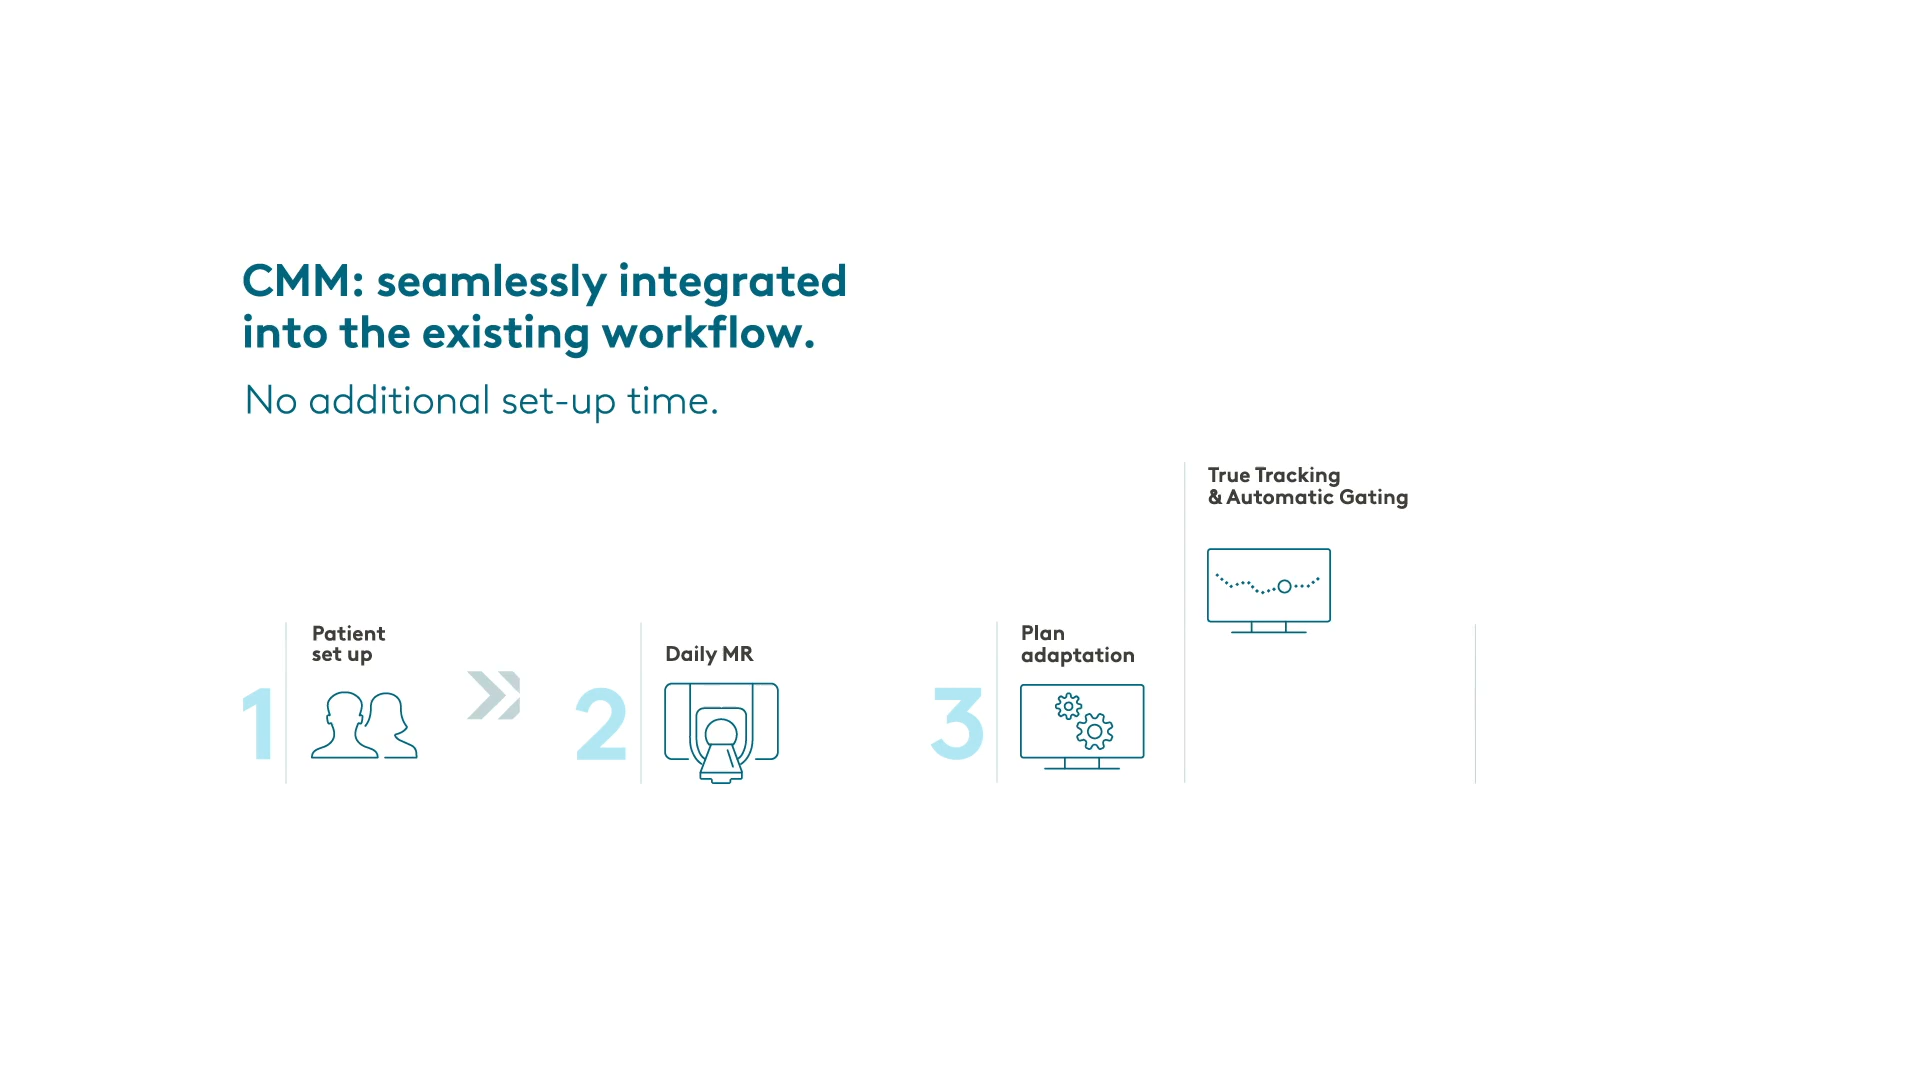 CMM: seamlessly integrated
into the existing workflow.
No additional set-up time.
1
Patient
set up
2
Daily MR
3
Plan
adaptation
True Tracking
& Automatic Gating